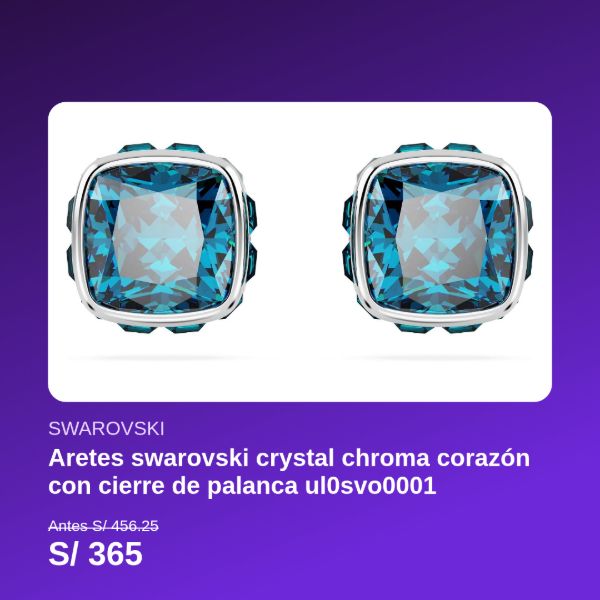 SWAROVSKI
Aretes swarovski crystal chroma corazón
con cierre de palanca ul0svo0001
Antes S/ 456.25
S/ 365